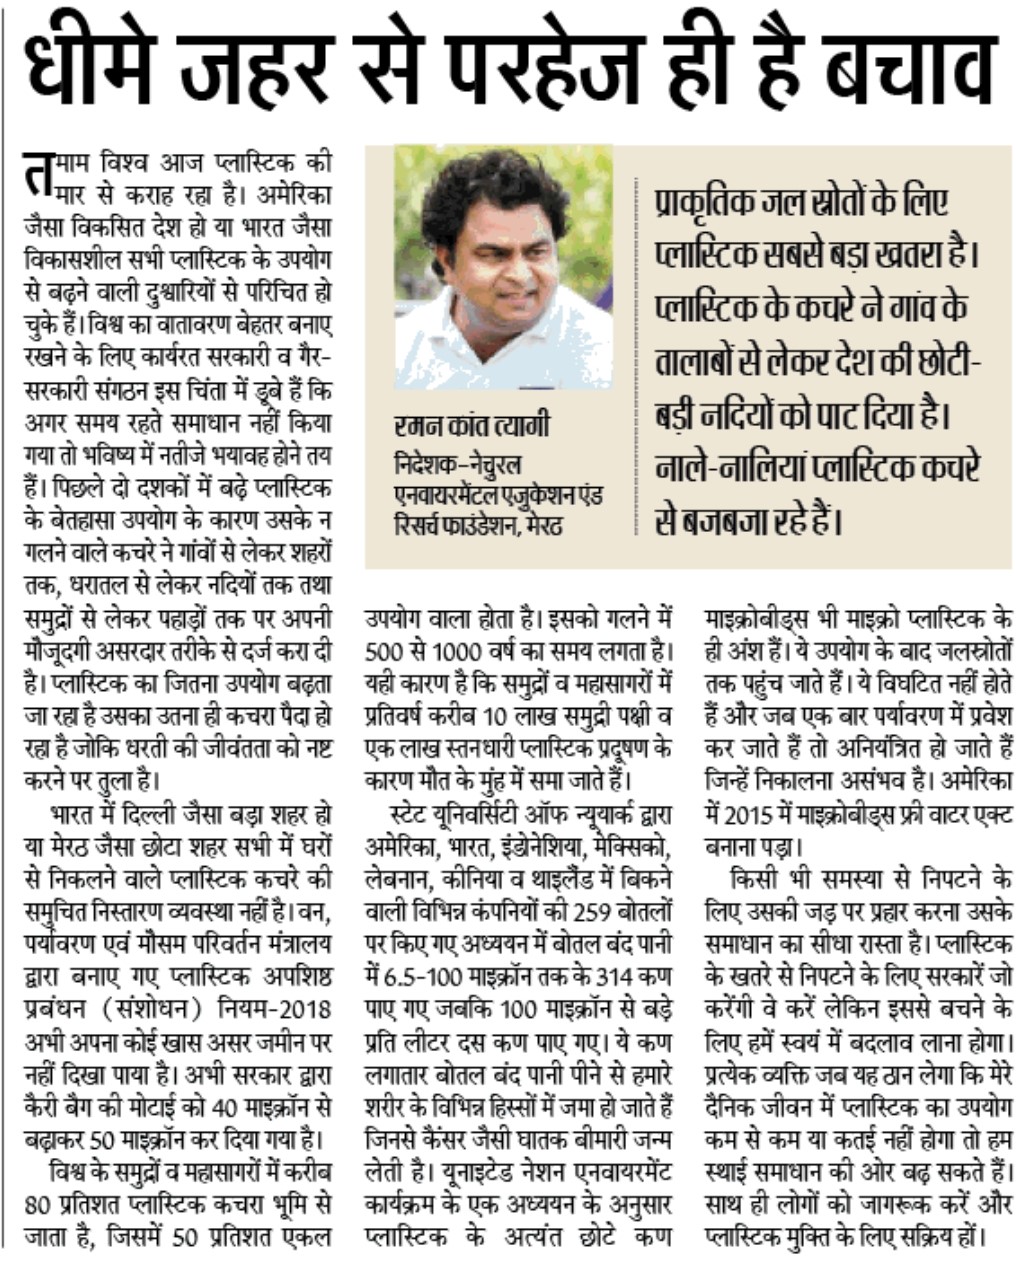 धीमे जहर से परहेज ही है बचाव
तमाम विश्व आज प्लास्टिक की
मार से कराह रहा है। अमेरिका
जैसा विकसित देश हो या भारत जैसा
विकासशील सभी प्लास्टिक के उपयोग
से बढ़ने वाली दुश्वारियों से परिचित हो
चुके हैं। विश्व का वातावरण बेहतर बनाए
रखने के लिए कार्यरत सरकारी व गैर-
सरकारी संगठन इस चिंता में डूबे हैं कि
अगर समय रहते समाधान नहीं किया
गया तो भविष्य में नतीजे भयावह होने तय
हैं। पिछले दो दशकों में बढ़े प्लास्टिक
के बेतहासा उपयोग के कारण उसके न
गलने वाले कचरे ने गांवों से लेकर शहरों
तक, धरातल से लेकर नदियों तक तथा
समुद्रों से लेकर पहाड़ों तक पर अपनी
मौजूदगी असरदार तरीके से दर्ज करा दी
है। प्लास्टिक का जितना उपयोग बढ़ता
जा रहा है उसका उतना ही कचरा पैदा हो
रहा है जोकि धरती की जीवंतता को नष्ट
करने पर तुला है।
भारत में दिल्ली जैसा बड़ा शहर हो
या मेरठ जैसा छोटा शहर सभी में घरों
से निकलने वाले प्लास्टिक कचरे की
समुचित निस्तारण व्यवस्था नहीं है। वन,
पर्यावरण एवं मौसम परिवर्तन मंत्रालय
द्वारा बनाए गए प्लास्टिक अपशिष्ठ
प्रबंधन (संशोधन) नियम-2018
अभी अपना कोई खास असर जमीन पर
नहीं दिखा पाया है। अभी सरकार द्वारा
कैरी बैग की मोटाई को 40 माइक्रॉन से
बढ़ाकर 50 माइक्रॉन कर दिया गया है।
विश्व के समुद्रों व महासागरों में करीब
80 प्रतिशत प्लास्टिक कचरा भूमि से
जाता है, जिसमें 50 प्रतिशत एकल
रमन कांत त्यागी
निदेशक-नेचुरल
एनवायरमेंटल एजुकेशन एंड
रिसर्च फाउंडेशन, मेरठ
प्राकृतिक जल स्रोतों के लिए
प्लास्टिक सबसे बड़ा खतरा है।
प्लास्टिक के कचरे ने गांव के
तालाबों से लेकर देश की छोटी-
बड़ी नदियों को पाट दिया है।
नाले-नालियां प्लास्टिक कचरे
से बजबजा रहे हैं।
उपयोग वाला होता है। इसको गलने में
500 से 1000 वर्ष का समय लगता है।
यही कारण है कि समुद्रों व महासागरों में
प्रतिवर्ष करीब 10 लाख समुद्री पक्षी व
एक लाख स्तनधारी प्लास्टिक प्रदूषण के
कारण मौत के मुंह में समा जाते हैं।
स्टेट यूनिवर्सिटी ऑफ न्यूयार्क द्वारा
अमेरिका, भारत, इंडोनेशिया, मेक्सिको,
लेबनान, कीनिया व थाइलैंड में बिकने
वाली विभिन्न कंपनियों की 259 बोतलों
पर किए गए अध्ययन में बोतल बंद पानी
में 6.5-100 माइक्रॉन तक के 314 कण
पाए गए जबकि 100 माइक्रॉन से बड़े
प्रति लीटर दस कण पाए गए। ये कण
लगातार बोतल बंद पानी पीने से हमारे
शरीर के विभिन्न हिस्सों में जमा हो जाते हैं
जिनसे कैंसर जैसी घातक बीमारी जन्म
लेती है। यूनाइटेड नेशन एनवायरमेंट
कार्यक्रम के एक अध्ययन के अनुसार
प्लास्टिक के अत्यंत छोटे कण
माइक्रोबीड्स भी माइक्रो प्लास्टिक के
ही अंश हैं। ये उपयोग के बाद जलस्रोतों
तक पहुंच जाते हैं। ये विघटित नहीं होते
हैं और जब एक बार पर्यावरण में प्रवेश
कर जाते हैं तो अनियंत्रित हो जाते हैं
जिन्हें निकालना असंभव है। अमेरिका
में 2015 में माइक्रोबीड्स फ्री वाटर एक्ट
बनाना पड़ा।
किसी भी समस्या से निपटने के
लिए उसकी जड़ पर प्रहार करना उसके
समाधान का सीधा रास्ता है। प्लास्टिक
के खतरे से निपटने के लिए सरकारें जो
करेंगी वे करें लेकिन इससे बचने के
लिए हमें स्वयं में बदलाव लाना होगा।
प्रत्येक व्यक्ति जब यह ठान लेगा कि मेरे
दैनिक जीवन में प्लास्टिक का उपयोग
कम से कम या कतई नहीं होगा तो हम
स्थाई समाधान की ओर बढ़ सकते हैं।
साथ ही लोगों को जागरूक करें और
प्लास्टिक मुक्ति के लिए सक्रिय हों।